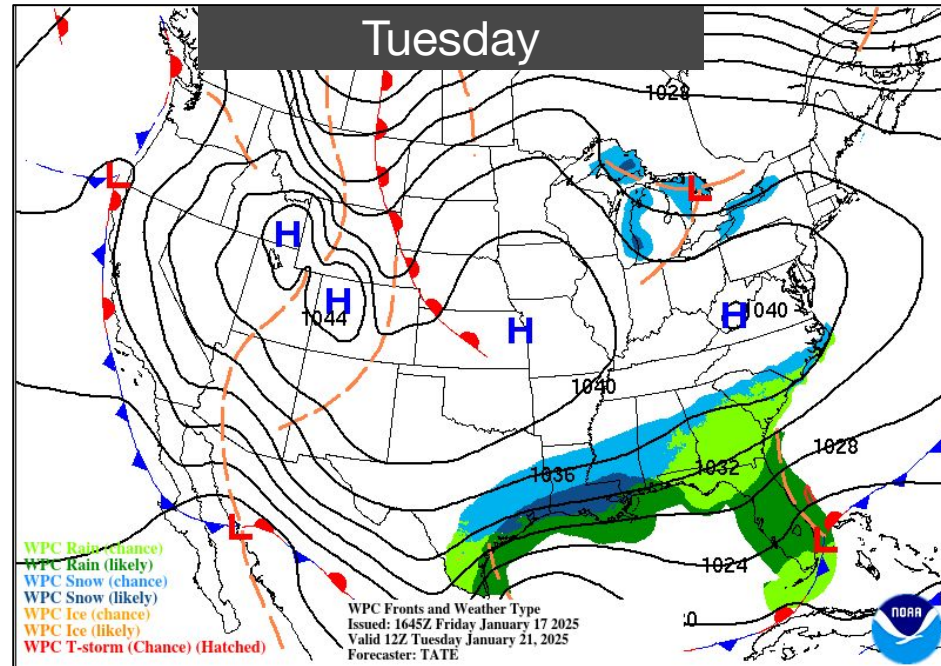 Tuesday
1028
L
L
H
H
1044
H
H
1040
1040
1036
1032
1028
L
L
1024
WPC Rain (chance)
WPC Rain (likely)
WPC Snow (chance)
WPC Snow (likely)
WPC Ice (chance)
WPC Ice (likely)
WPC T-storm (Chance) (Hatched)
WPC Fronts and Weather Type
Issued: 1645Z Friday January 17 2025
Valid 12Z Tuesday January 21, 2025
Forecaster: TATE
NOAA